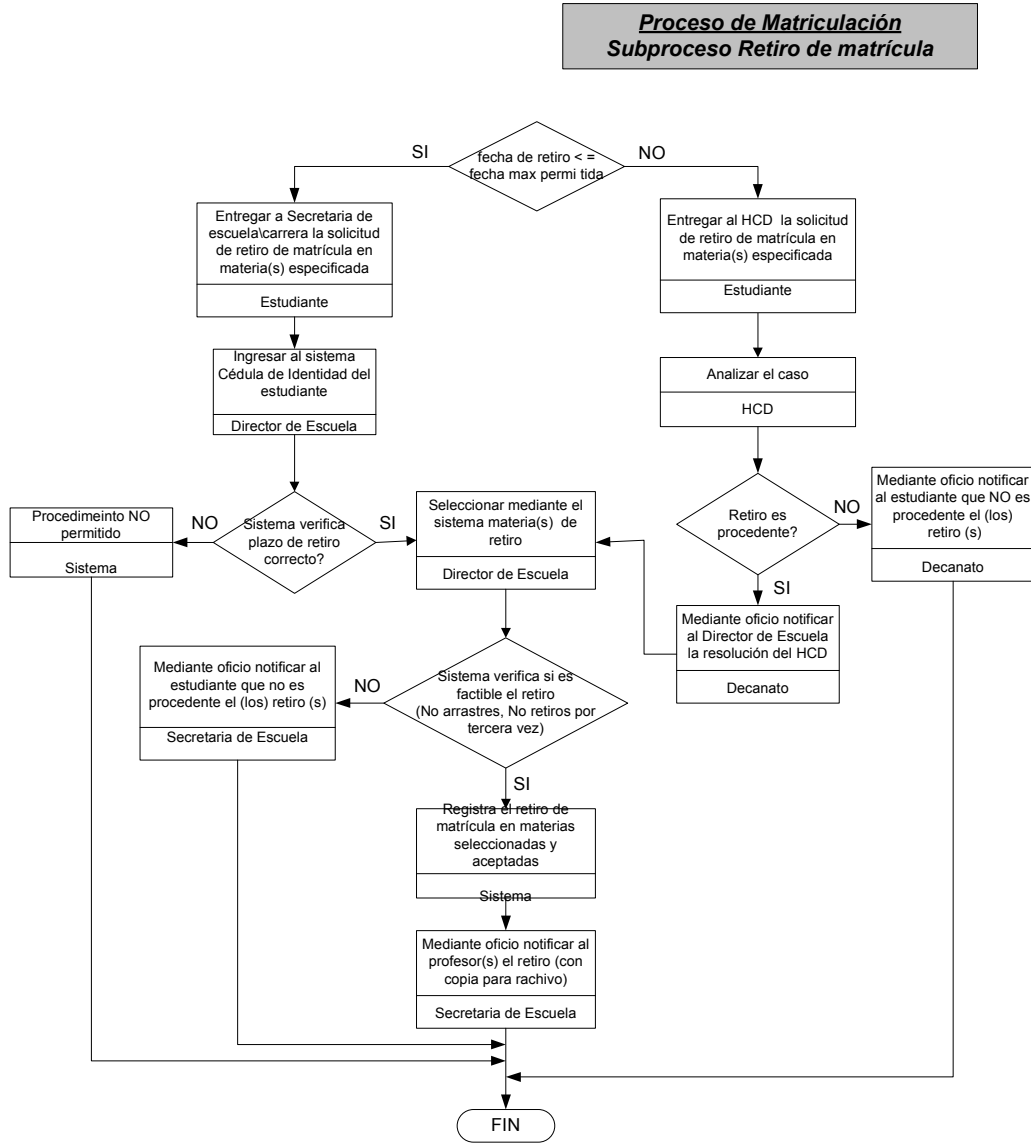 Proceso de Matriculación
Subproceso Retiro de matrícula
fecha de retiro < =
fecha max permi tida
SI
NO
Entregar a Secretaria de
escuela\carrera la solicitud
de retiro de matrícula en
materia(s) especificada
Estudiante
Entregar al HCD la solicitud
de retiro de matrícula en
materia(s) especificada
Estudiante
Ingresar al sistema
Cédula de Identidad del
estudiante
Director de Escuela
Analizar el caso
HCD
Procedimeinto NO
permitido
Sistema
NO
Sistema verifica
plazo de retiro
correcto?
SI
Seleccionar mediante el
sistema materia(s) de
retiro
Director de Escuela
Retiro es
procedente?
NO
Mediante oficio notificar
al estudiante que NO es
procedente el (los)
retiro (s)
Decanato
SI
Mediante oficio notificar
al Director de Escuela
la resolución del HCD
Decanato
Mediante oficio notificar al
estudiante que no es
procedente el (los) retiro (s)
Secretaria de Escuela
NO
Sistema verifica si es
factible el retiro
(No arrastres, No retiros por
tercera vez)
SI
Registra el retiro de
matrícula en materias
seleccionadas y
aceptadas
Sistema
Mediante oficio notificar al
profesor(s) el retiro (con
copia para rachivo)
Secretaria de Escuela
FIN